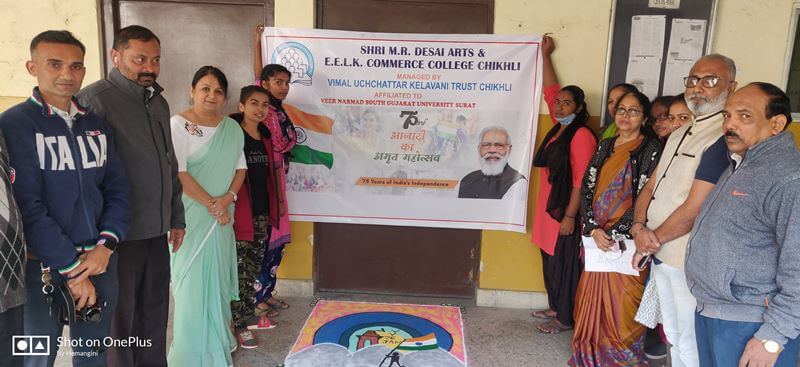 SHRI M.R. DESAI ARTS &
E.E.L.K. COMMERCE COLLEGE CHIKHLI
MANAGED BY
VIMAL UCHCHATTAR KELAVANI TRUST CHIKHLI
AFFILIATED TO
VEER NARMAD SOUTH GUJARAT UNIVERSITY SURAT
75
आज़ादी
का
अमृत महोत्सव
75 Years of India's Independence
ITALIA
Shot on OnePlus
By Hemangini